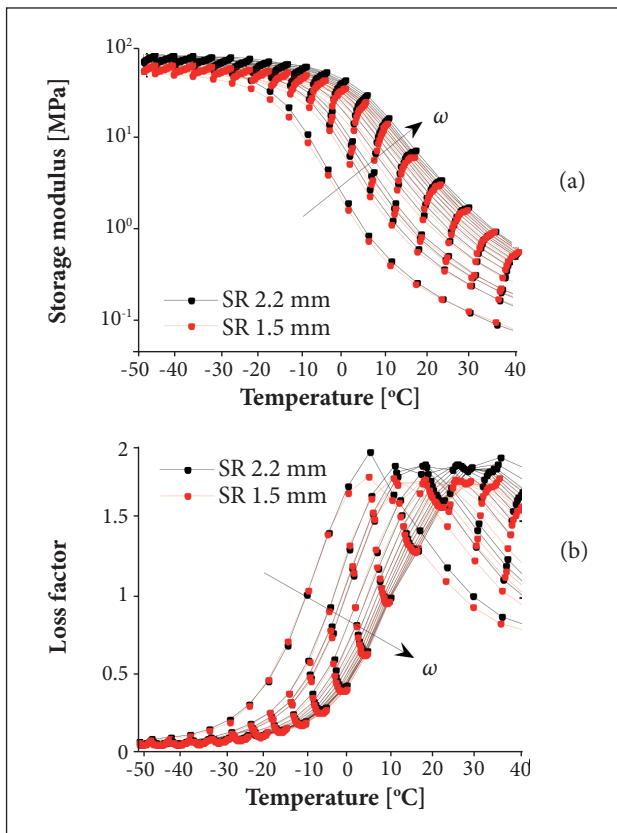 Storage modulus [MPa]
10²
10¹
10⁰
10⁻¹
ω
(a)
SR 2.2 mm
SR 1.5 mm
-50 -40 -30 -20 -10 0 10 20 30 40
Temperature [ºC]
Loss factor
2
1.5
1
0.5
0
SR 2.2 mm
SR 1.5 mm
(b)
ω
-50 -40 -30 -20 -10 0 10 20 30 40
Temperature [ºC]